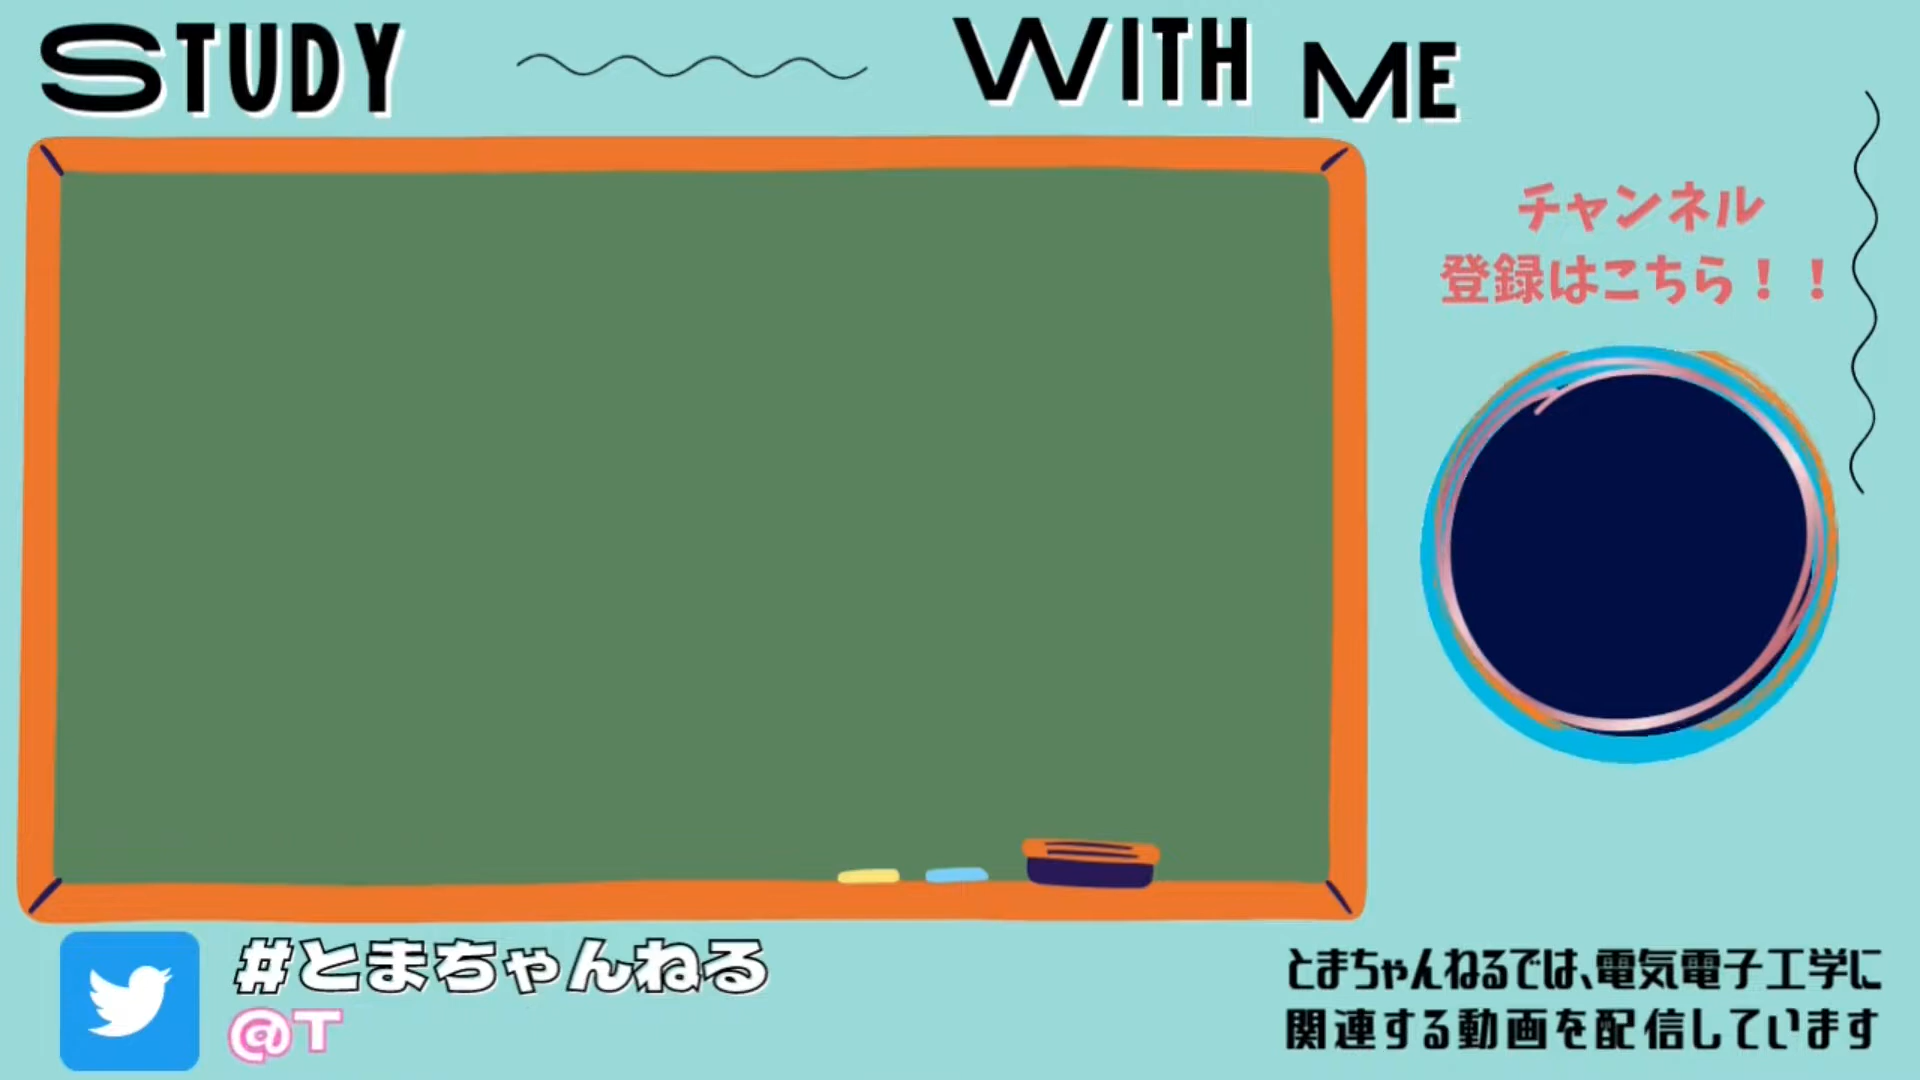 STUDY WITH ME
チャンネル
登録はこちら！！
#とまちゃんねる
@T
とまちゃんねるでは、電気電子工学に
関連する動画を配信しています